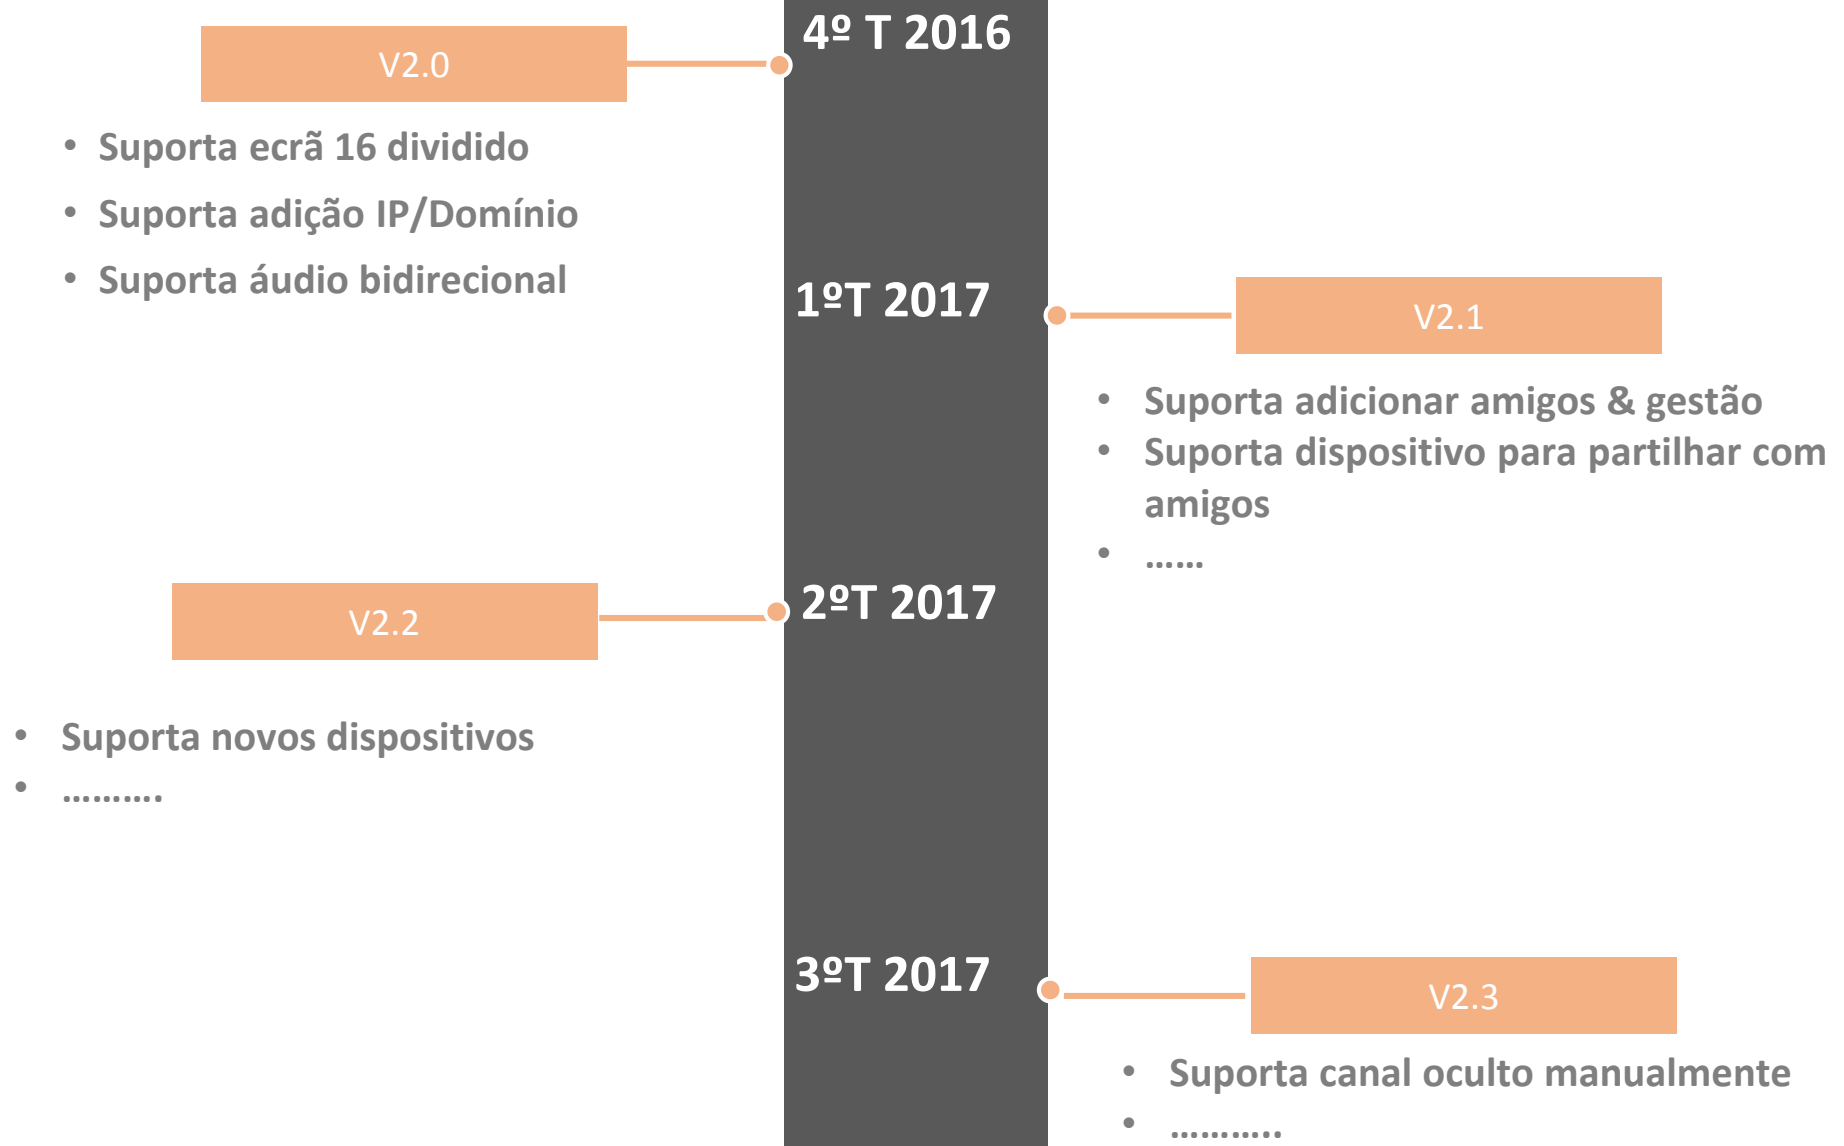 4º T 2016
V2.0
• Suporta ecrã 16 dividido
• Suporta adição IP/Domínio
• Suporta áudio bidirecional
1ºT 2017
V2.1
• Suporta adicionar amigos & gestão
• Suporta dispositivo para partilhar com
amigos
• ......
2ºT 2017
V2.2
• Suporta novos dispositivos
• ..........
3ºT 2017
V2.3
• Suporta canal oculto manualmente
• ...........